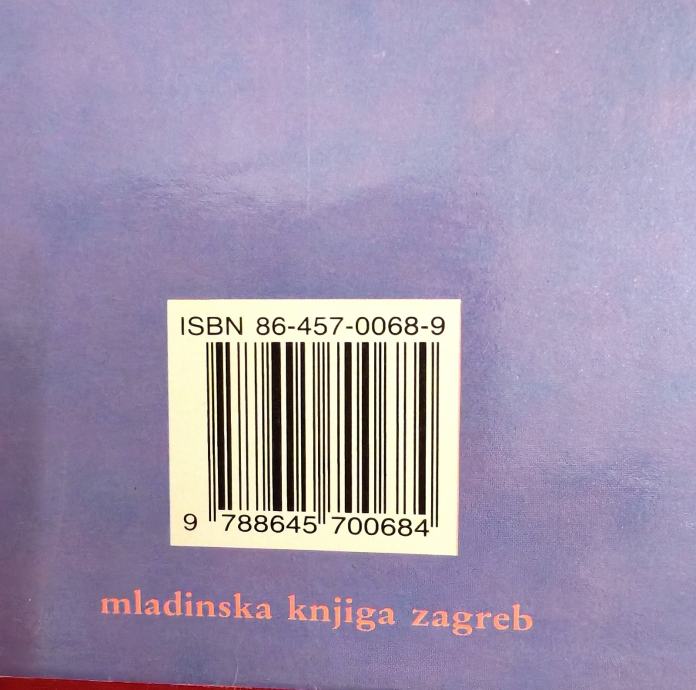 ISBN 86-457-0068-9
9 788645 700684
mladinska knjiga zagreb